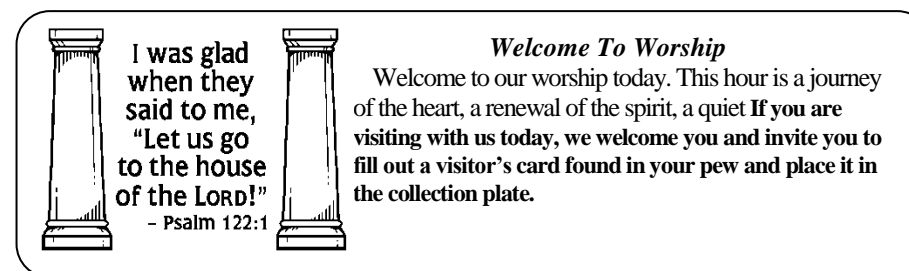 I was glad
when they
said to me,
“Let us go
to the house
of the LORD!”
– Psalm 122:1
Welcome To Worship
Welcome to our worship today. This hour is a journey
of the heart, a renewal of the spirit, a quiet If you are
visiting with us today, we welcome you and invite you to
fill out a visitor’s card found in your pew and place it in
the collection plate.